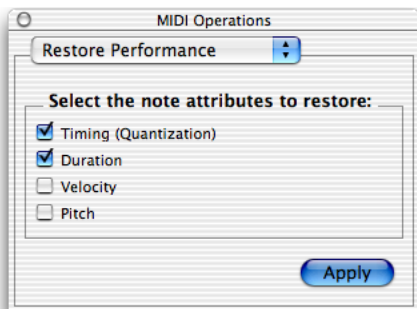 MIDI Operations
Restore Performance
Select the note attributes to restore:
Timing (Quantization)
Duration
Velocity
Pitch
Apply